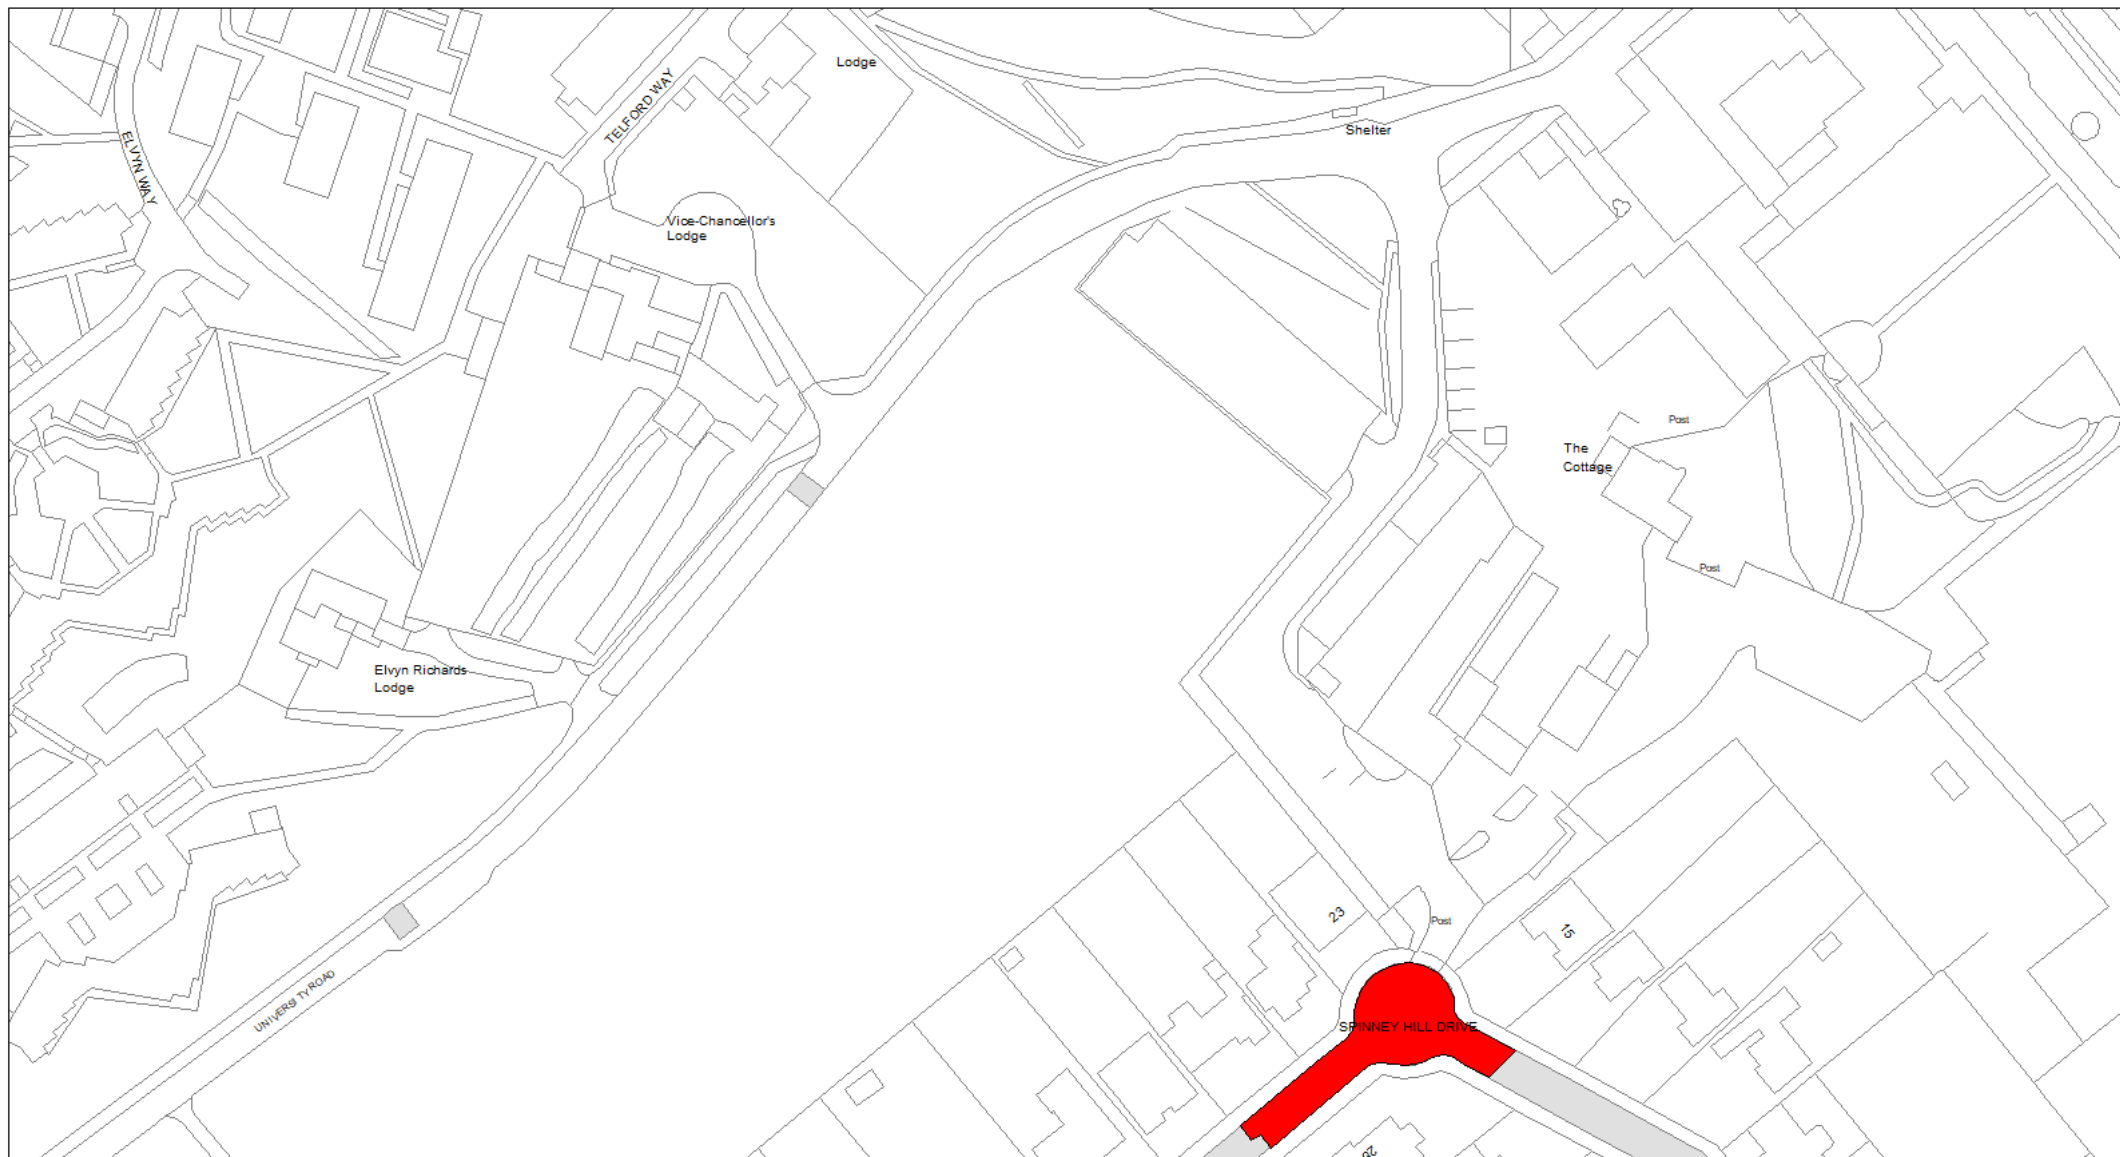 Lodge
TELFORD WAY
Shelter
ELVYN WAY
Vice-Chancellor's
Lodge
Post
The
Cottage
Post
Elvyn Richards
Lodge
23
Post
15
UNIVERSITY ROAD
SPINNEY HILL DRIVE
26